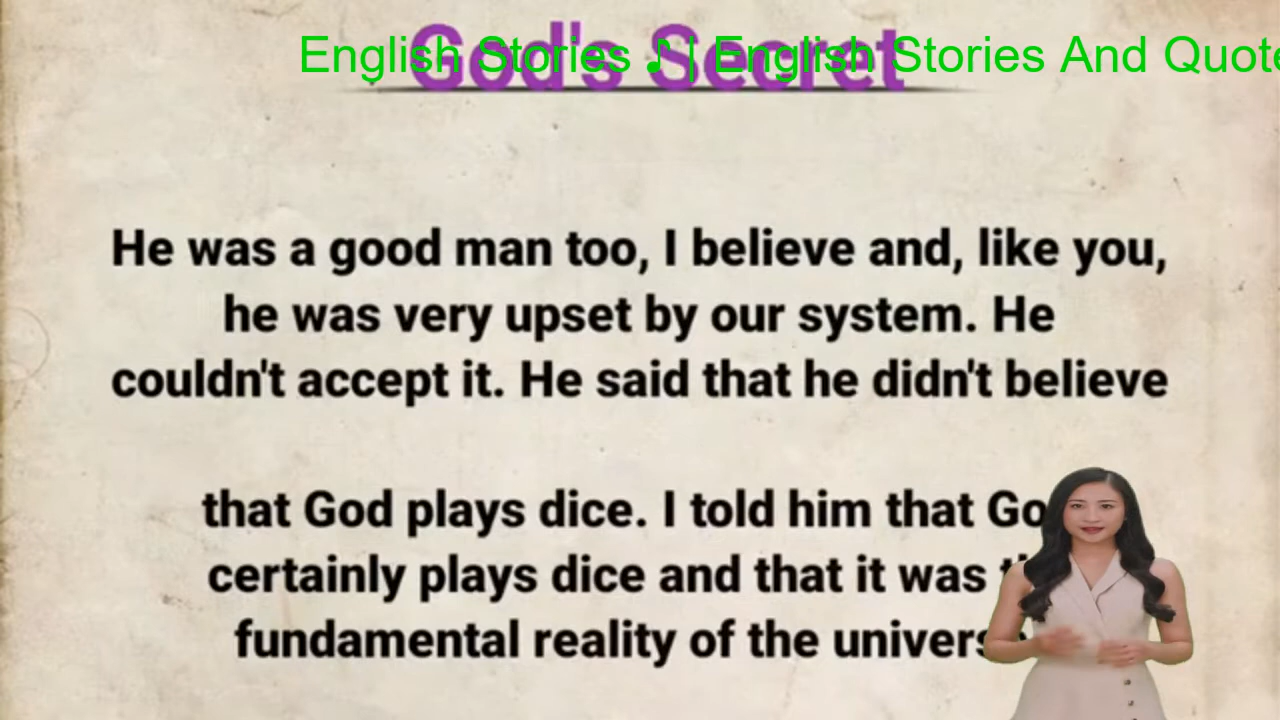 God's Secret
English Stories ♪ | English Stories And Quote
He was a good man too, I believe and, like you,
he was very upset by our system. He
couldn't accept it. He said that he didn't believe
that God plays dice. I told him that
certainly plays dice and that it was
fundamental reality of the